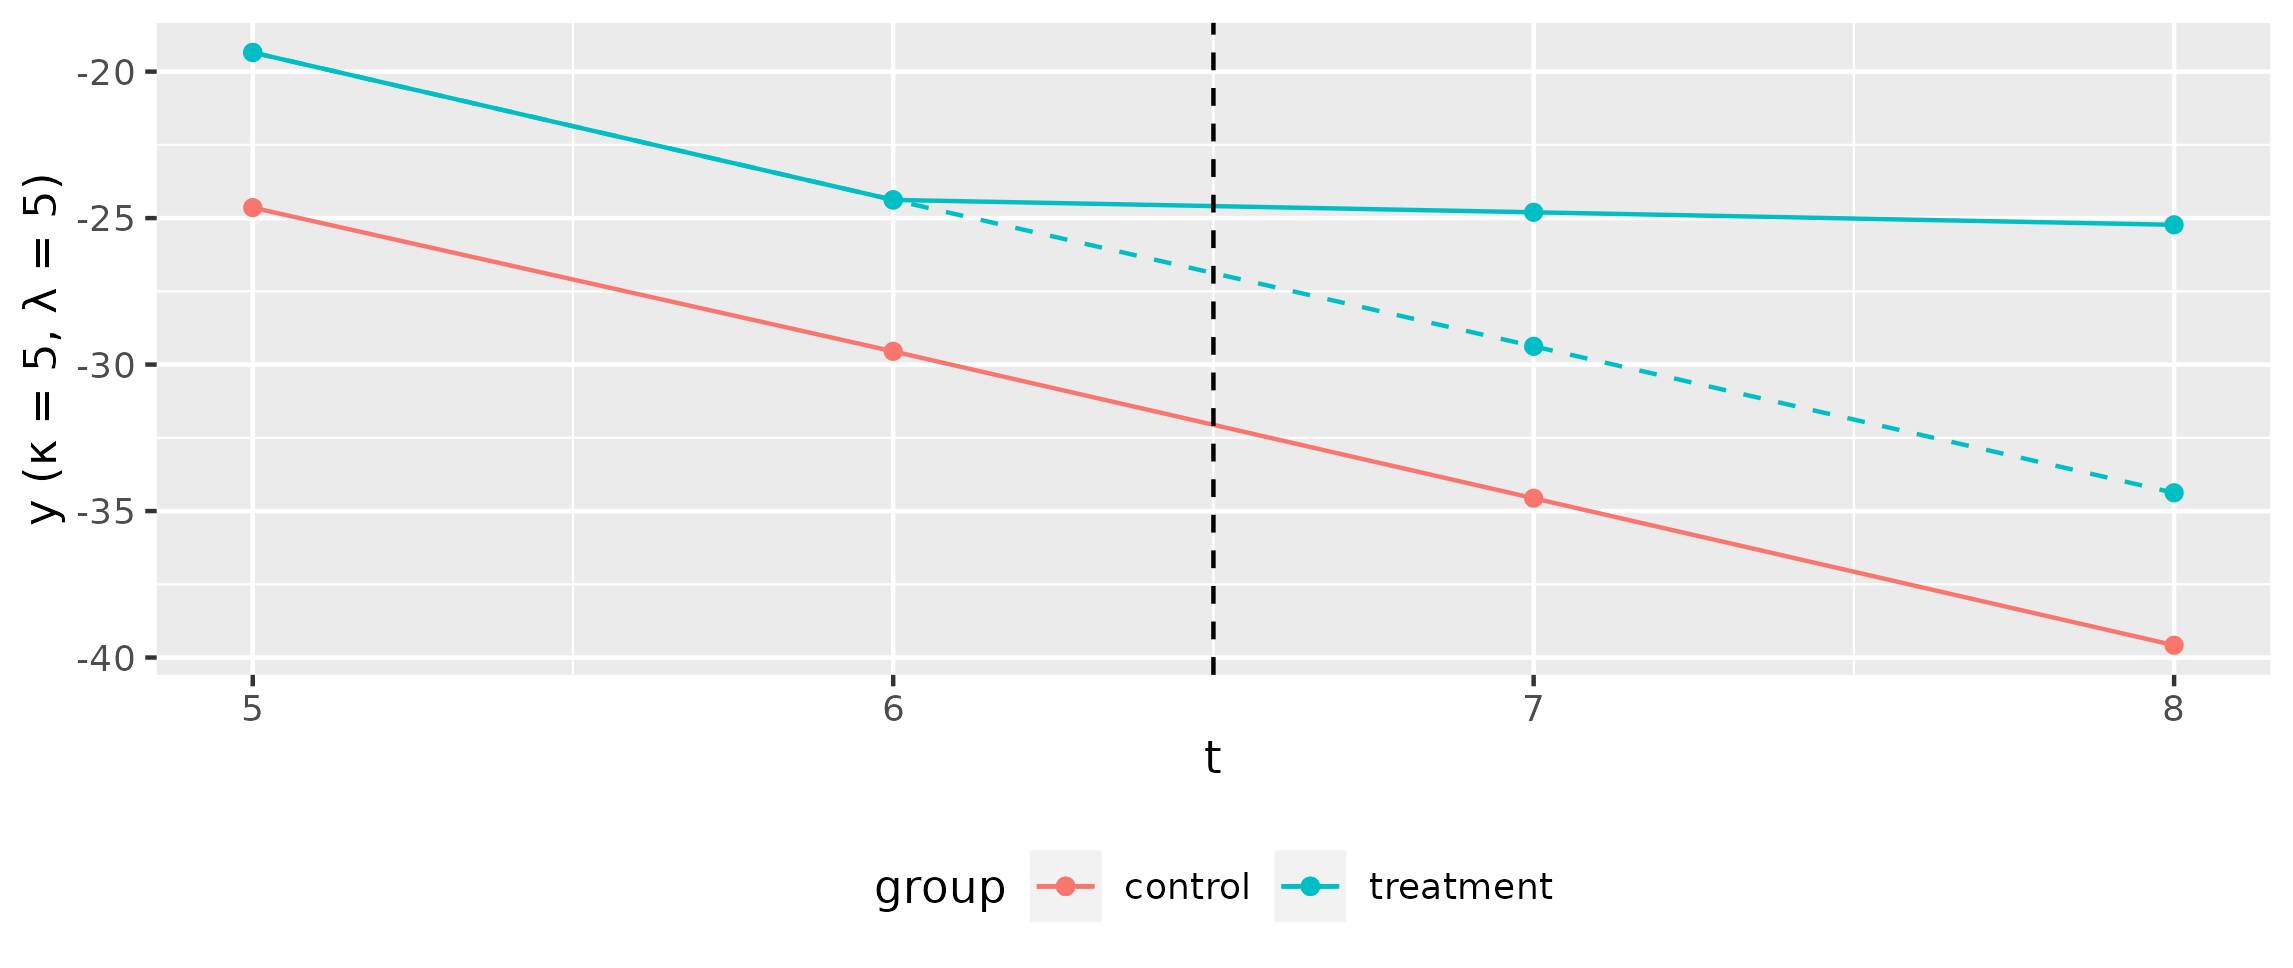 y (κ = 5, λ = 5)
-20
-25
-30
-35
-40
5 6 7 8
t
group control treatment